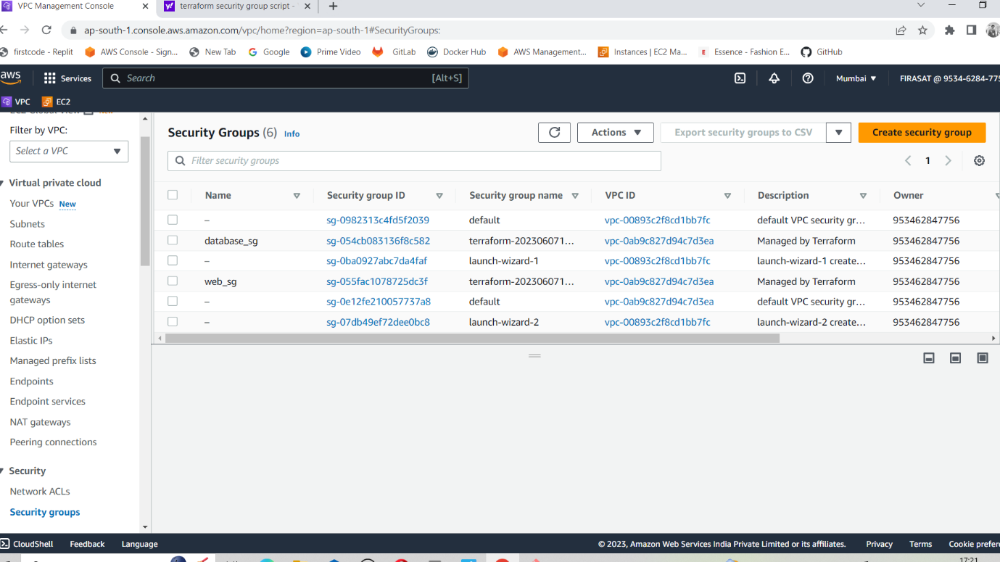 VPC Management Console
terraform security group script -
ap-south-1.console.aws.amazon.com/vpc/home?region=ap-south-1#SecurityGroups:
firstcode - Replit AWS Console - Sign... New Tab Google Prime Video GitLab Docker Hub AWS Management... Instances | EC2 Ma... Essence - Fashion E... GitHub
aws Services Search [Alt+S] Mumbai FIRASAT @ 9534-6284-775
VPC EC2
Filter by VPC:
Select a VPC
Virtual private cloud
Your VPCs New
Subnets
Route tables
Internet gateways
Egress-only internet
gateways
DHCP option sets
Elastic IPs
Managed prefix lists
Endpoints
Endpoint services
NAT gateways
Peering connections
Security
Network ACLs
Security groups
Security Groups (6) Info Actions Export security groups to CSV Create security group
Filter security groups 1
Name Security group ID Security group name VPC ID Description Owner
– sg-0982313c4fd5f2039 default vpc-00893c2f8cd1bb7fc default VPC security gr... 953462847756
database_sg sg-054cb083136f8c582 terraform-202306071... vpc-0ab9c827d94c7d3ea Managed by Terraform 953462847756
– sg-0ba0927abc7da4faf launch-wizard-1 vpc-00893c2f8cd1bb7fc launch-wizard-1 create... 953462847756
web_sg sg-055fac1078725dc3f terraform-202306071... vpc-0ab9c827d94c7d3ea Managed by Terraform 953462847756
– sg-0e12fe210057737a8 default vpc-0ab9c827d94c7d3ea default VPC security gr... 953462847756
– sg-07db49ef72dee0bc8 launch-wizard-2 vpc-00893c2f8cd1bb7fc launch-wizard-2 create... 953462847756
CloudShell Feedback Language © 2023, Amazon Web Services India Private Limited or its affiliates. Privacy Terms Cookie prefer
17:21